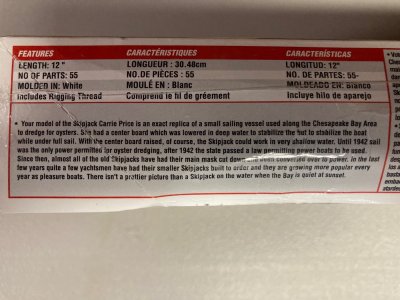 FEATURES
LENGTH: 12 "
NO OF PARTS: 55
MOLDED IN: White
Includes Rigging Thread
CARACTÉRISTIQUES
LONGUEUR : 30.48cm
NO.DE PIÈCES : 55
MOULÉ EN : Blanc
Comprend le fil de gréement
CARACTERÍSTICAS
LONGITUD: 12"
NO. DE PARTES: 55
MOLDEADO EN: Blanco
Incluye hilo de aparejo
• Your model of the Skipjack Carrie Price is an exact replica of a small sailing vessel used along the Chesapeake Bay Area
to dredge for oysters. She had a center board which was lowered in deep water to stabilize the hut to stabilize the boat
while under full sail. With the center board raised, of course, the Skipjack could work in very shallow water. Until 1942 sail
was the only power permitted for oyster dredging, after 1942 the state passed a law permitting power boats to be used.
Since then, almost all of the old Skipjacks have had their main mast cut down and been converted over to power. In the last
few years quite a few yachtsmen have had their smaller Skipjacks built to order and they are growing more popular every
year as pleasure boats. There isn't a prettier picture than a Skipjack on the water when the Bay is quiet at sunset.